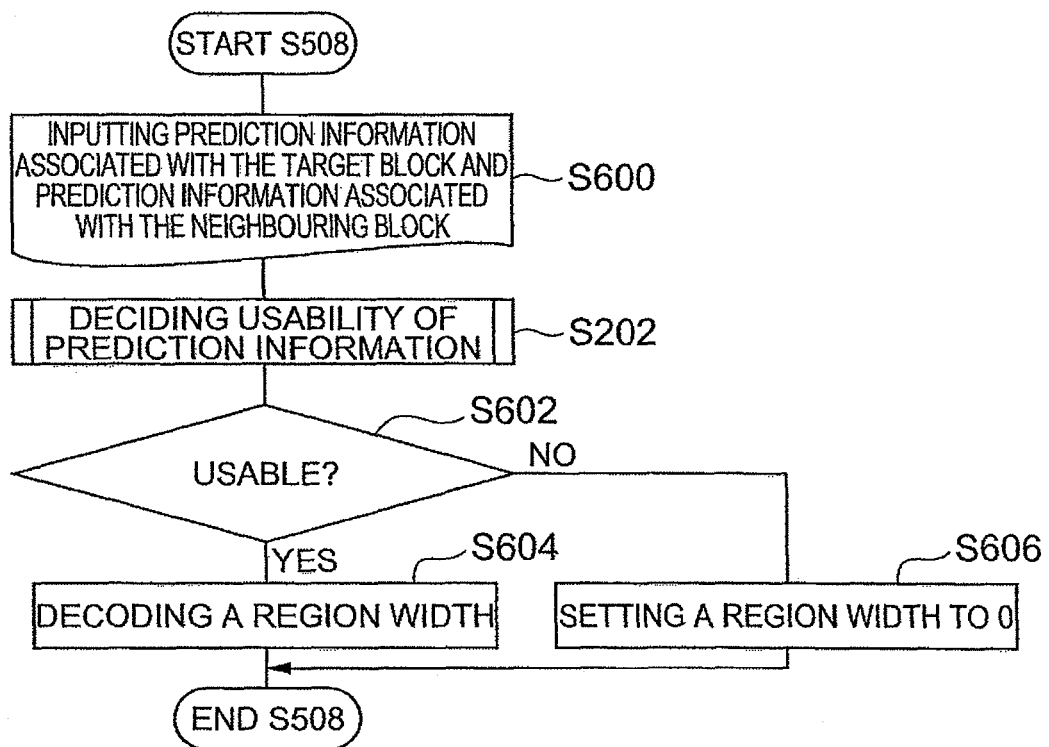 START S508
INPUTTING PREDICTION INFORMATION
ASSOCIATED WITH THE TARGET BLOCK AND
PREDICTION INFORMATION ASSOCIATED
WITH THE NEIGHBOURING BLOCK
S600
DECIDING USABILITY OF
PREDICTION INFORMATION
S202
S602
USABLE?
NO
YES
S604
S606
DECODING A REGION WIDTH
SETTING A REGION WIDTH TO 0
END S508